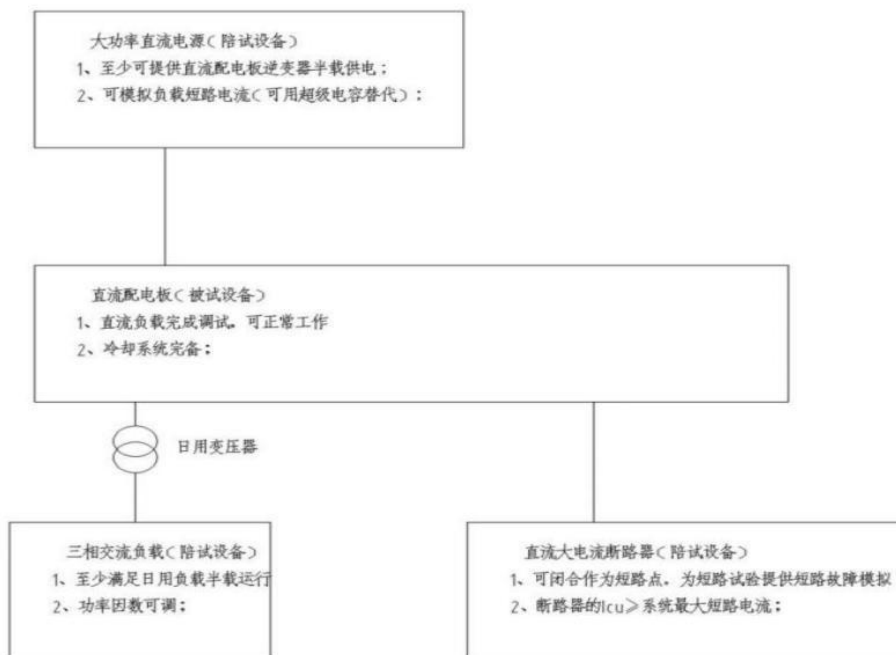 大功率直流电源(陪试设备)
1、至少可提供直流配电板逆变器半载供电;
2、可模拟负载短路电流(可用超级电容替代):
直流配电板(被试设备)
1、直流负载完成调试,可正常工作
2、冷却系统完备;
日用变压器
三相交流负载(陪试设备)
1、至少满足日用负载半载运行
2、功率因数可调;
直流大电流断路器(陪试设备)
1、可闭合作为短路点,为短路试验提供短路故障模拟
2、断路器的Icu≥系统最大短路电流;